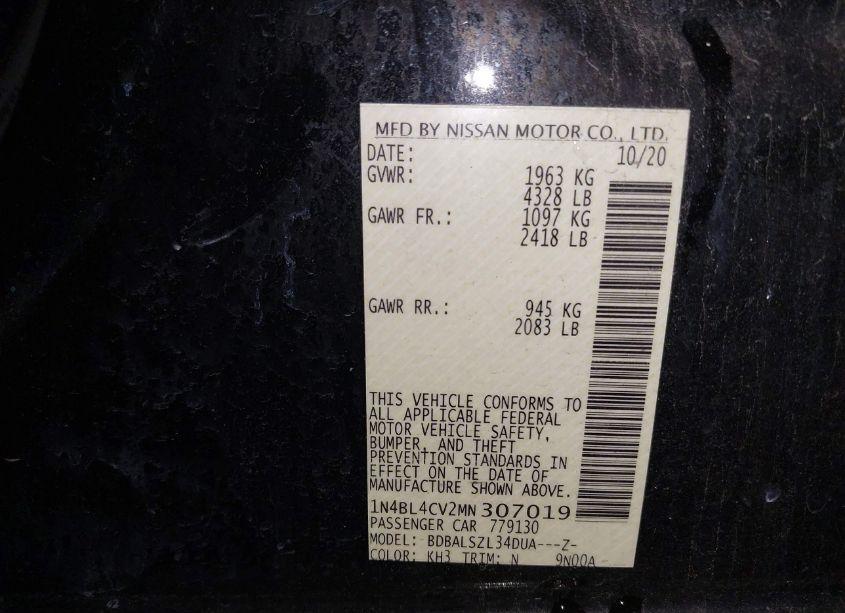 MFD BY NISSAN MOTOR CO., LTD.
DATE: 10/20
GVWR: 1963 KG
4328 LB
GAWR FR.: 1097 KG
2418 LB
GAWR RR.: 945 KG
2083 LB
THIS VEHICLE CONFORMS TO
ALL APPLICABLE FEDERAL
MOTOR VEHICLE SAFETY,
BUMPER, AND THEFT
PREVENTION STANDARDS IN
EFFECT ON THE DATE OF
MANUFACTURE SHOWN ABOVE.
1N4BL4CV2MN307019
PASSENGER CAR 779130
MODEL: BDBALSZL34DUA---Z-
COLOR: KH3 TRIM: N 9N00A-